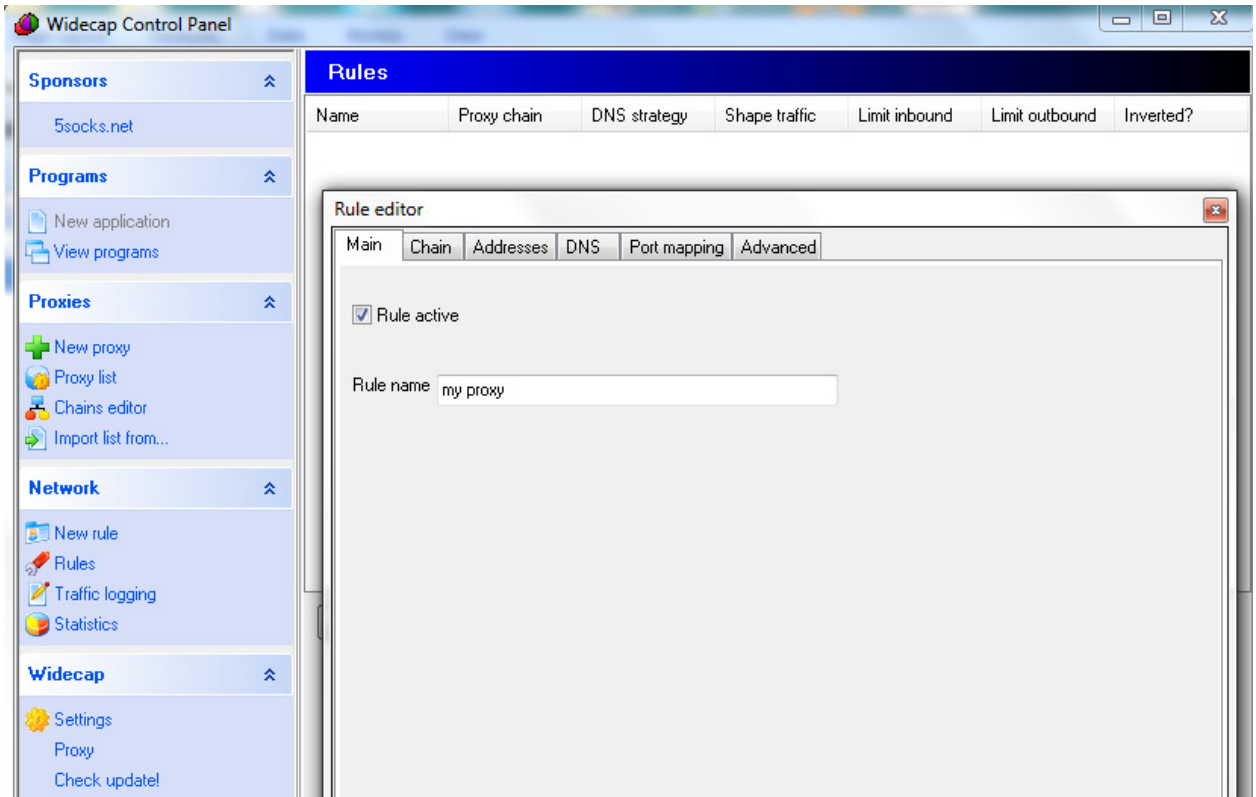 Widecap Control Panel
Sponsors
5socks.net
Programs
New application
View programs
Proxies
New proxy
Proxy list
Chains editor
Import list from...
Network
New rule
Rules
Traffic logging
Statistics
Widecap
Settings
Proxy
Check update!
Rules
Name Proxy chain DNS strategy Shape traffic Limit inbound Limit outbound Inverted?
Rule editor
Main Chain Addresses DNS Port mapping Advanced
Rule active
Rule name my proxy